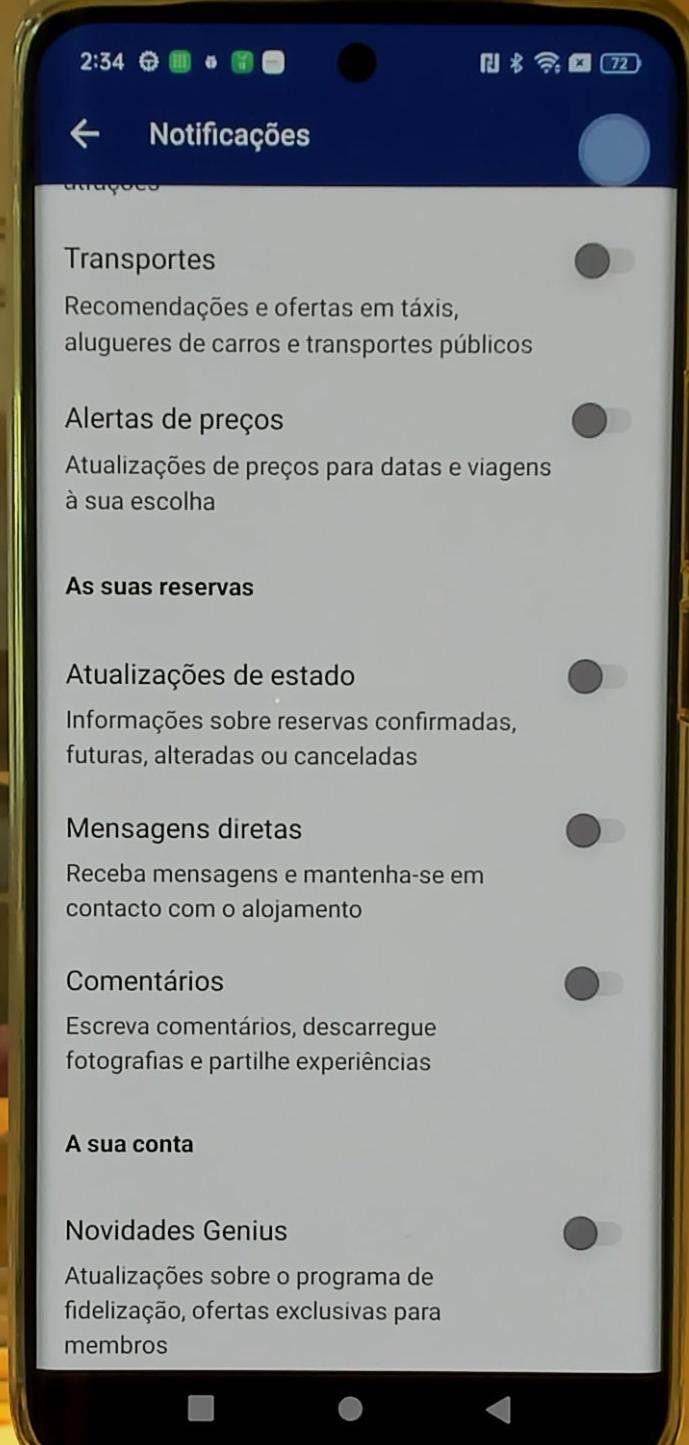 2:34
72
Notificações
atrações
Transportes
Recomendações e ofertas em táxis,
alugueres de carros e transportes públicos
Alertas de preços
Atualizações de preços para datas e viagens
à sua escolha
As suas reservas
Atualizações de estado
Informações sobre reservas confirmadas,
futuras, alteradas ou canceladas
Mensagens diretas
Receba mensagens e mantenha-se em
contacto com o alojamento
Comentários
Escreva comentários, descarregue
fotografias e partilhe experiências
A sua conta
Novidades Genius
Atualizações sobre o programa de
fidelização, ofertas exclusivas para
membros